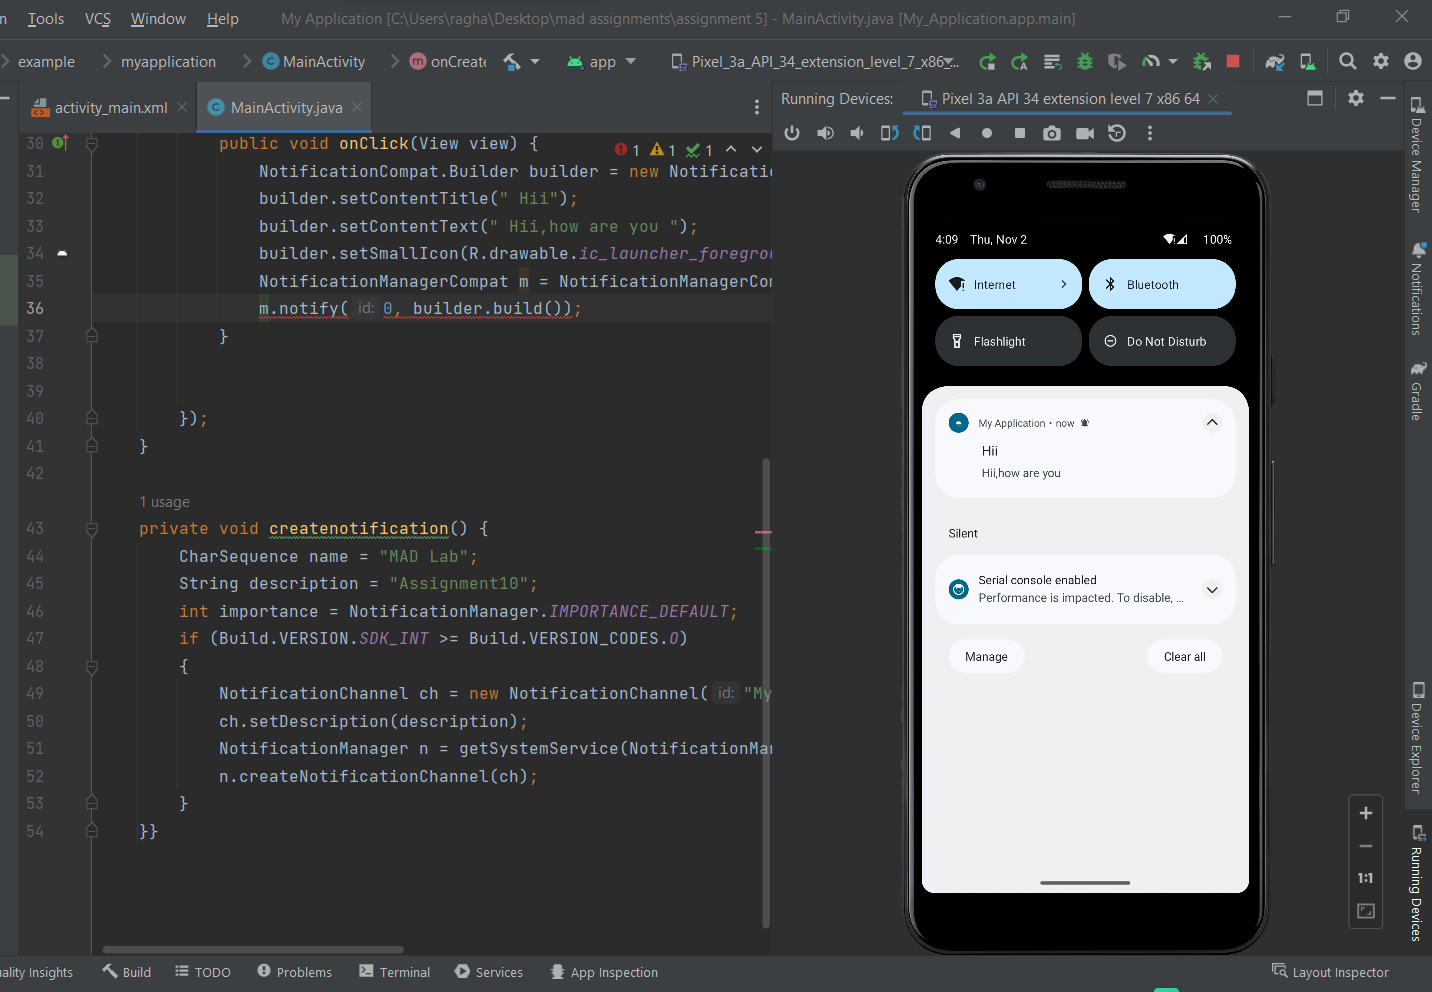 n Tools VCS Window Help My Application [C:\Users\ragha\Desktop\mad assignments\assignment 5] - MainActivity.java [My_Application.app.main]
example myapplication MainActivity onCreate app Pixel_3a_API_34_extension_level_7_x86_...
activity_main.xml MainActivity.java
Running Devices: Pixel 3a API 34 extension level 7 x86 64
30 public void onClick(View view) {
1 1 1
31 NotificationCompat.Builder builder = new Notificatio
32 builder.setContentTitle(" Hii");
33 builder.setContentText(" Hii,how are you ");
34 builder.setSmallIcon(R.drawable.ic_launcher_foregrou
35 NotificationManagerCompat m = NotificationManagerCom
36 m.notify( id: 0, builder.build());
37 }
38
39
40 });
41 }
42
1 usage
43 private void createnotification() {
44 CharSequence name = "MAD Lab";
45 String description = "Assignment10";
46 int importance = NotificationManager.IMPORTANCE_DEFAULT;
47 if (Build.VERSION.SDK_INT >= Build.VERSION_CODES.O)
48 {
49 NotificationChannel ch = new NotificationChannel( id: "My
50 ch.setDescription(description);
51 NotificationManager n = getSystemService(NotificationMan
52 n.createNotificationChannel(ch);
53 }
54 }}
4:09 Thu, Nov 2 100%
Internet Bluetooth
Flashlight Do Not Disturb
My Application • now
Hii
Hii,how are you
Silent
Serial console enabled
Performance is impacted. To disable, ...
Manage Clear all
1:1
Device Manager
Notifications
Gradle
Device Explorer
Running Devices
ality Insights Build TODO Problems Terminal Services App Inspection Layout Inspector